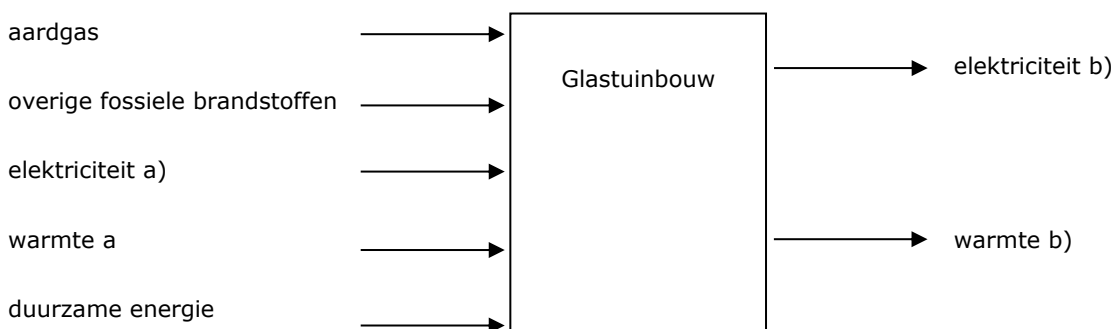 aardgas
overige fossiele brandstoffen
elektriciteit a)
warmte a
duurzame energie
Glastuinbouw
elektriciteit b)
warmte b)